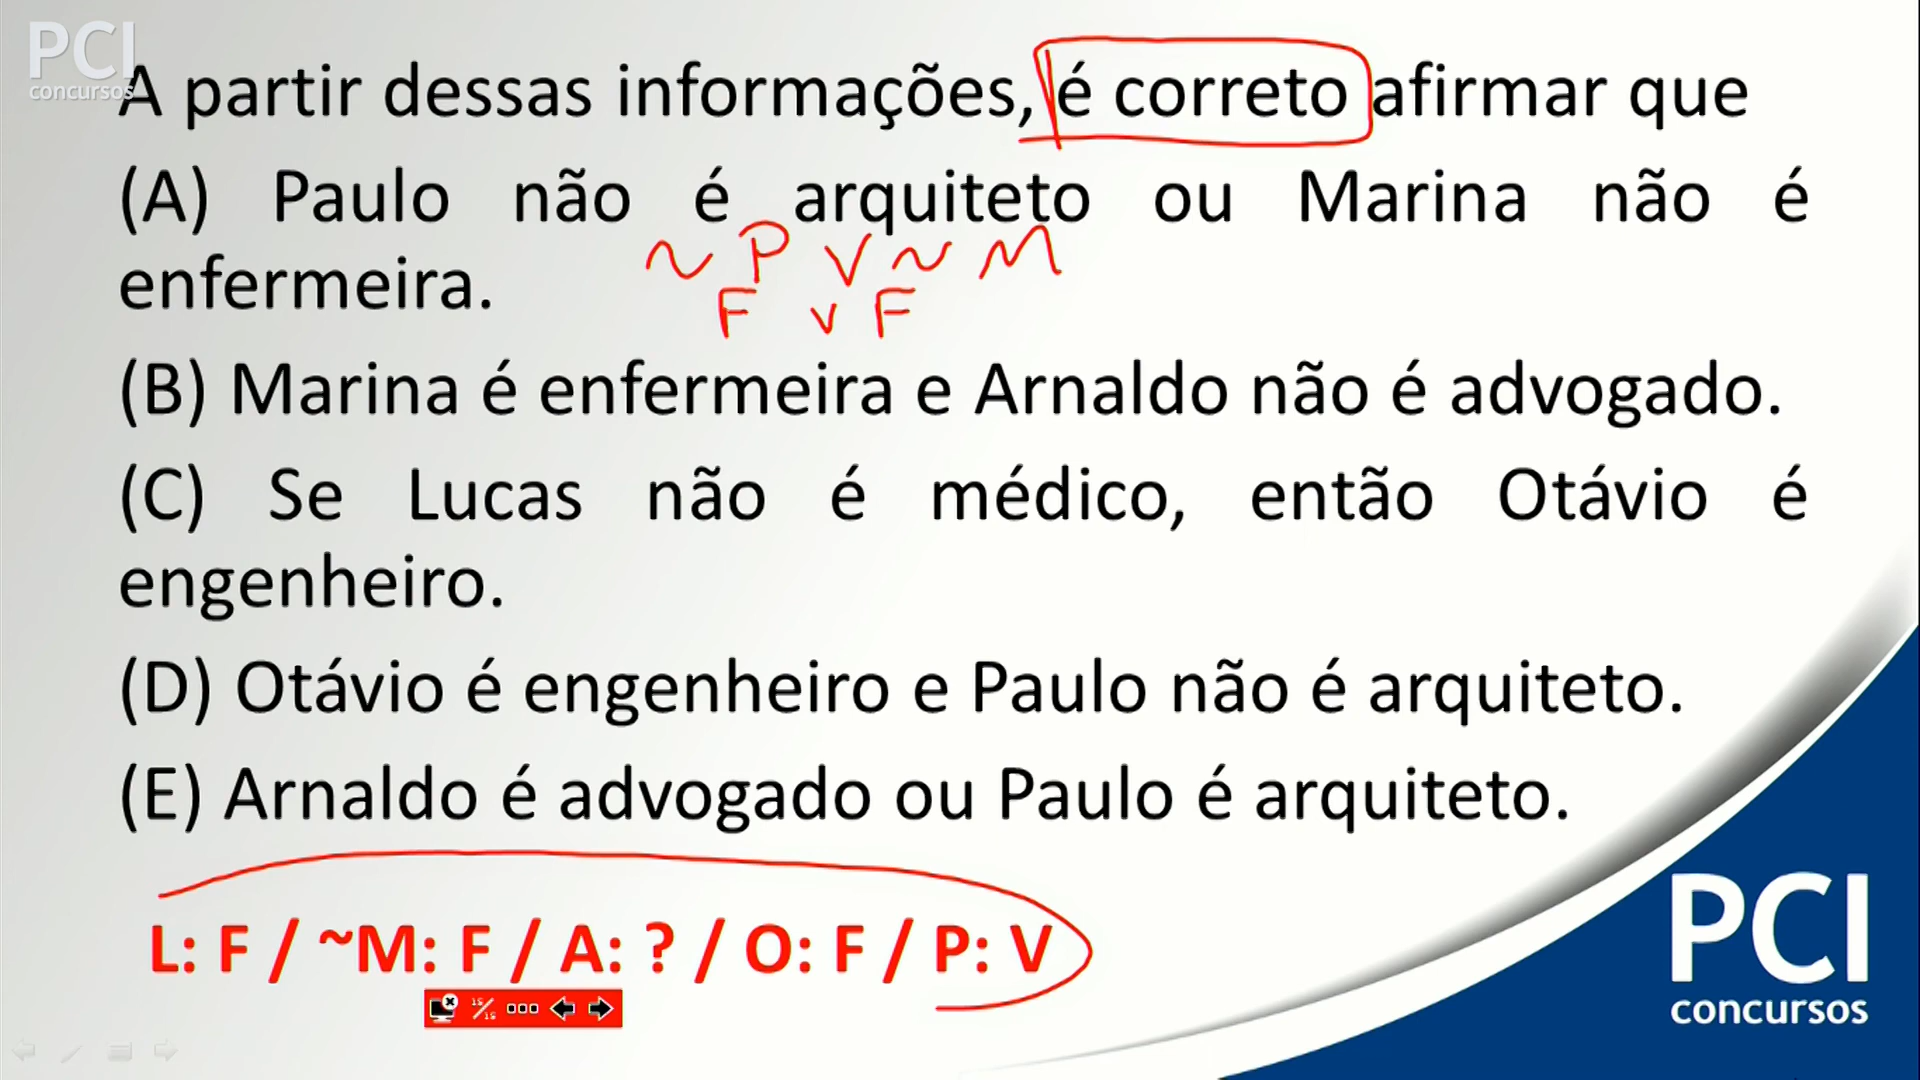 PCI
concursos
A partir dessas informações, é correto afirmar que
(A) Paulo não é arquiteto ou Marina não é
~ P V ~ M
enfermeira.
F v F
(B) Marina é enfermeira e Arnaldo não é advogado.
(C) Se Lucas não é médico, então Otávio é
engenheiro.
(D) Otávio é engenheiro e Paulo não é arquiteto.
(E) Arnaldo é advogado ou Paulo é arquiteto.
L: F / ~M: F / A: ? / O: F / P: V
15/15
PCI
concursos